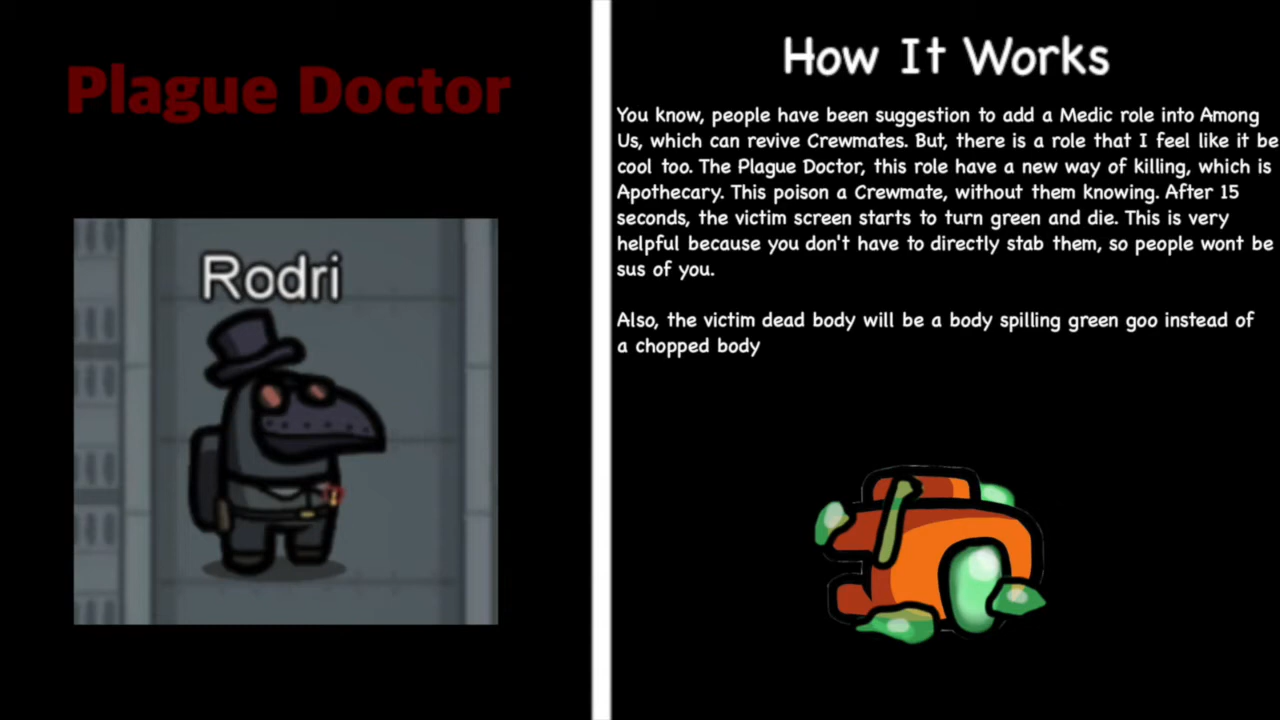 Plague Doctor
Rodri
How It Works
You know, people have been suggestion to add a Medic role into Among
Us, which can revive Crewmates. But, there is a role that I feel like it be
cool too. The Plague Doctor, this role have a new way of killing, which is
Apothecary. This poison a Crewmate, without them knowing. After 15
seconds, the victim screen starts to turn green and die. This is very
helpful because you don't have to directly stab them, so people wont be
sus of you.
Also, the victim dead body will be a body spilling green goo instead of
a chopped body